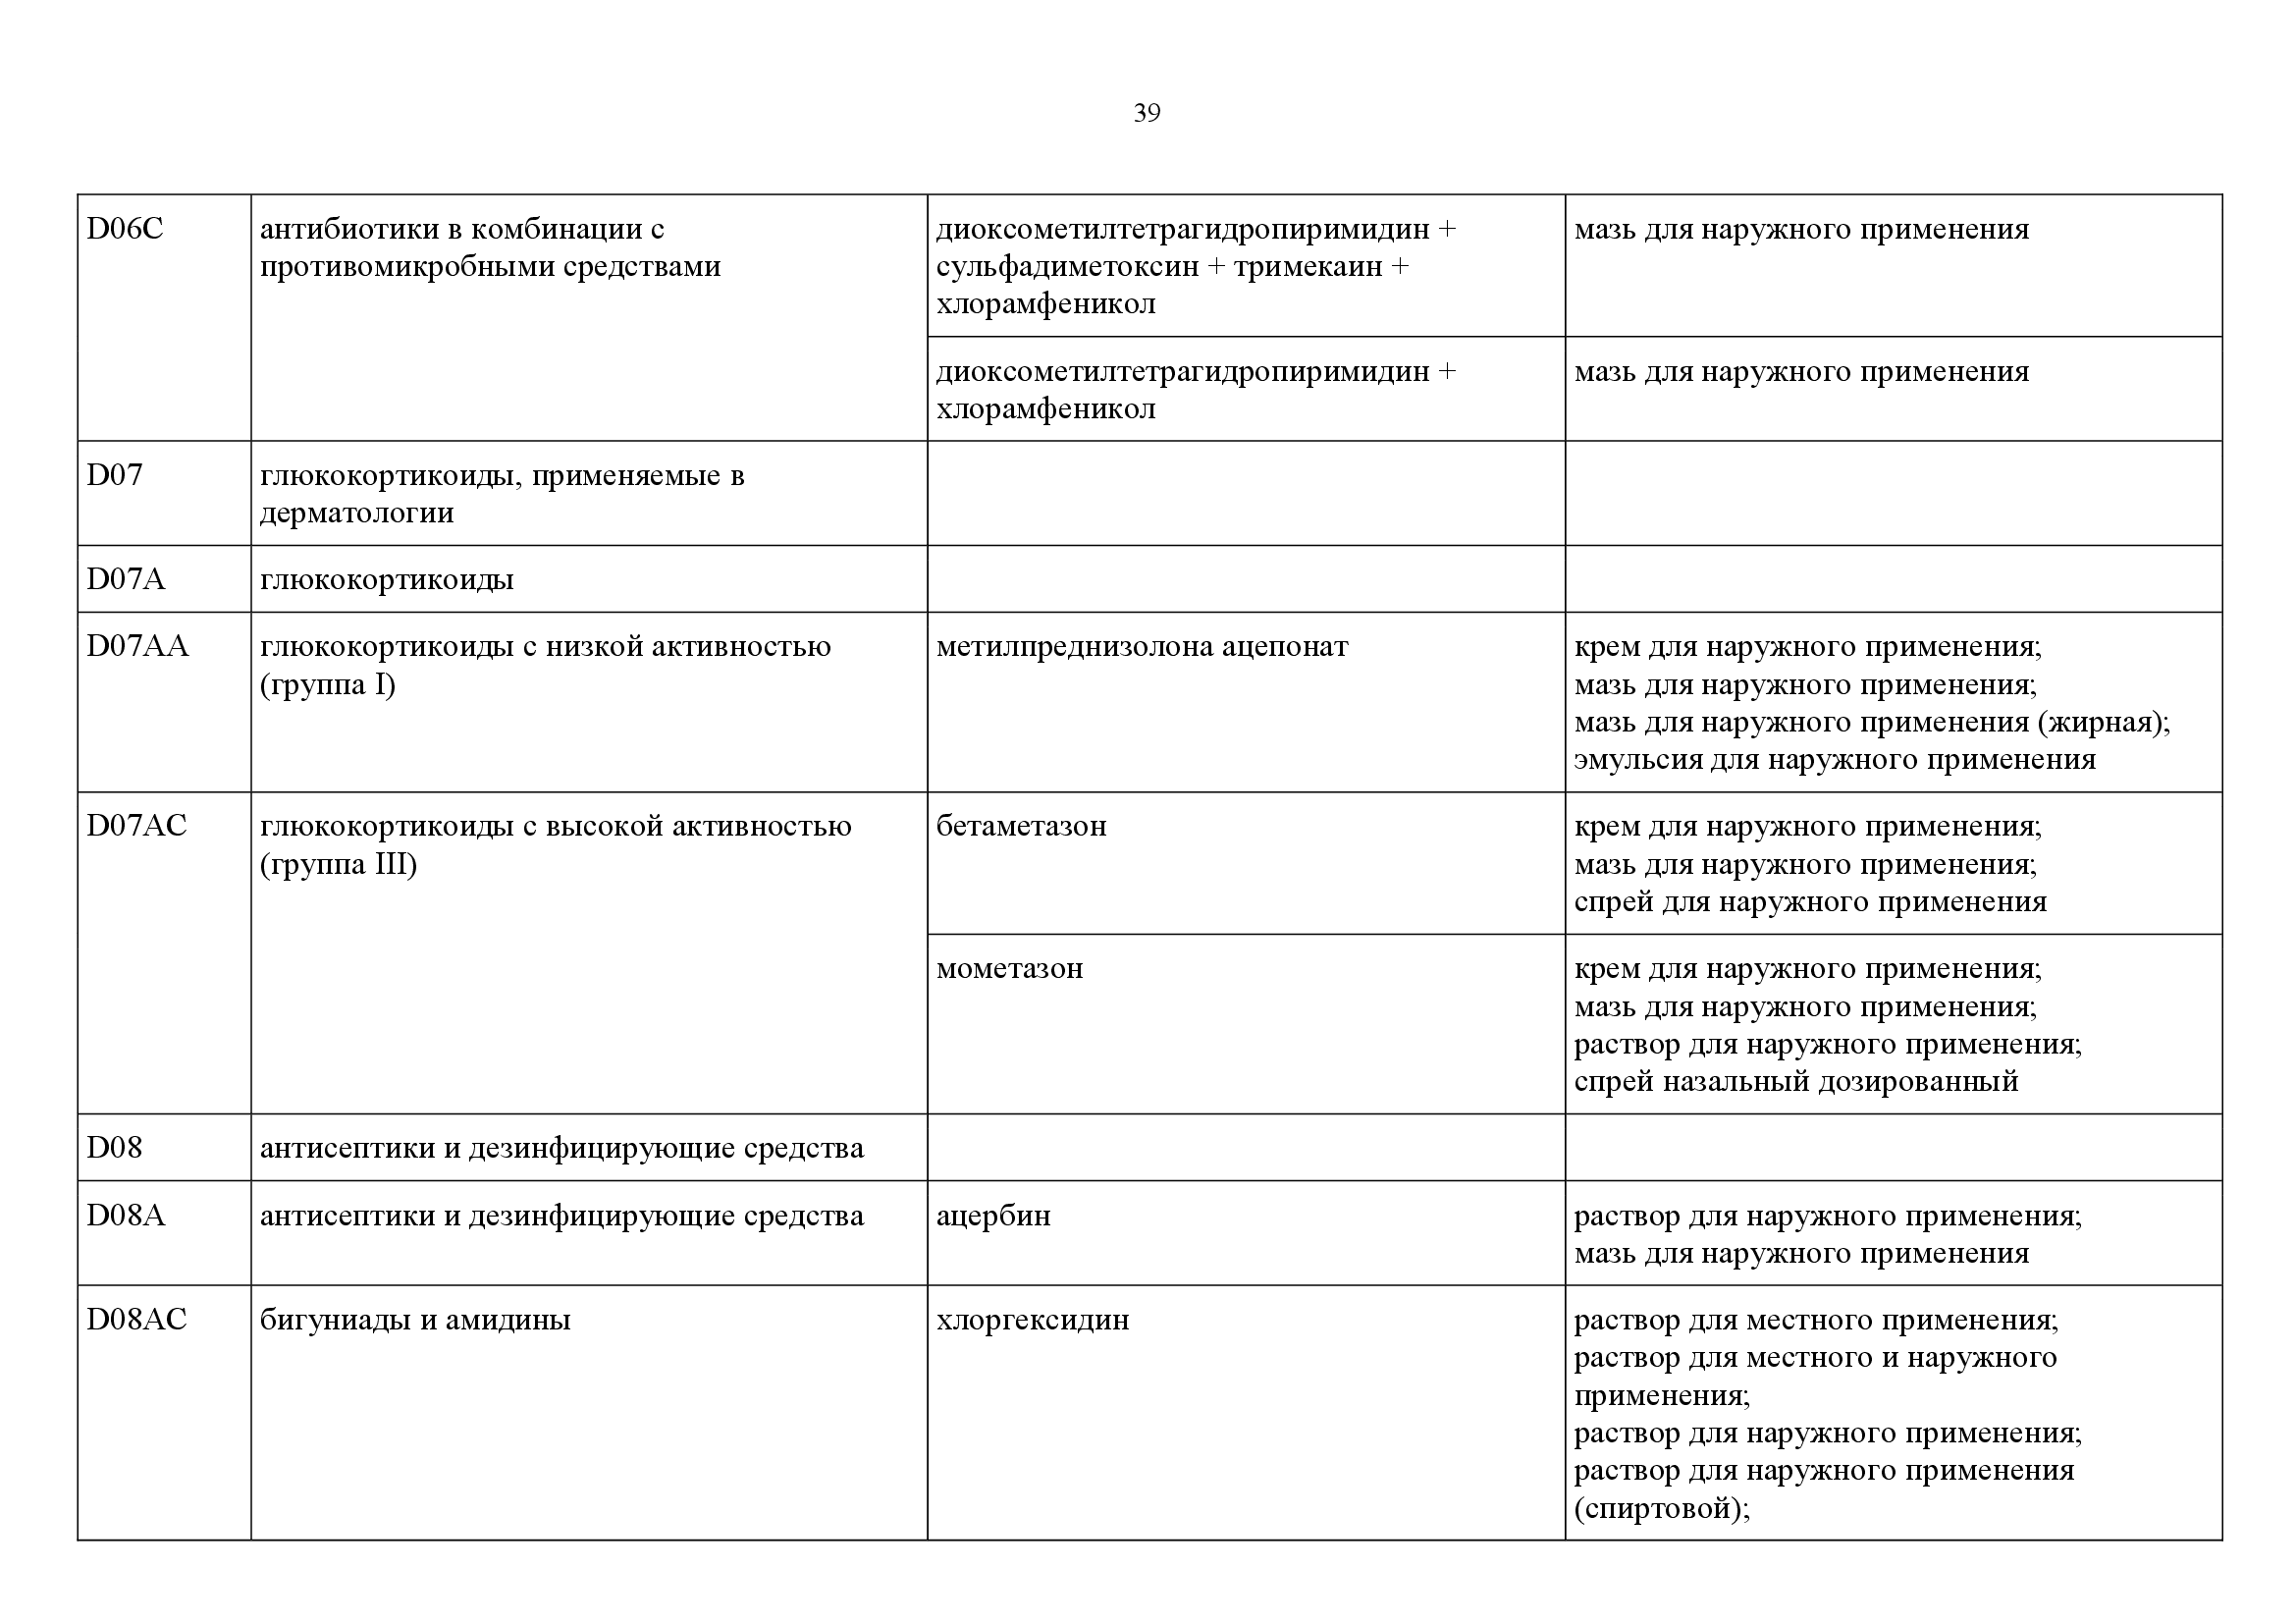 39
D06C
антибиотики в комбинации с
противомикробными средствами
диоксометилтетрагидропиримидин +
сульфадиметоксин + тримекаин +
хлорамфеникол
мазь для наружного применения
диоксометилтетрагидропиримидин +
хлорамфеникол
мазь для наружного применения
D07
глюкокортикоиды, применяемые в
дерматологии
D07A
глюкокортикоиды
D07AA
глюкокортикоиды с низкой активностью
(группа I)
метилпреднизолона ацепонат
крем для наружного применения;
мазь для наружного применения;
мазь для наружного применения (жирная);
эмульсия для наружного применения
D07AC
глюкокортикоиды с высокой активностью
(группа III)
бетаметазон
крем для наружного применения;
мазь для наружного применения;
спрей для наружного применения
мометазон
крем для наружного применения;
мазь для наружного применения;
раствор для наружного применения;
спрей назальный дозированный
D08
антисептики и дезинфицирующие средства
D08A
антисептики и дезинфицирующие средства
ацербин
раствор для наружного применения;
мазь для наружного применения
D08AC
бигуниады и амидины
хлоргексидин
раствор для местного применения;
раствор для местного и наружного
применения;
раствор для наружного применения;
раствор для наружного применения
(спиртовой);